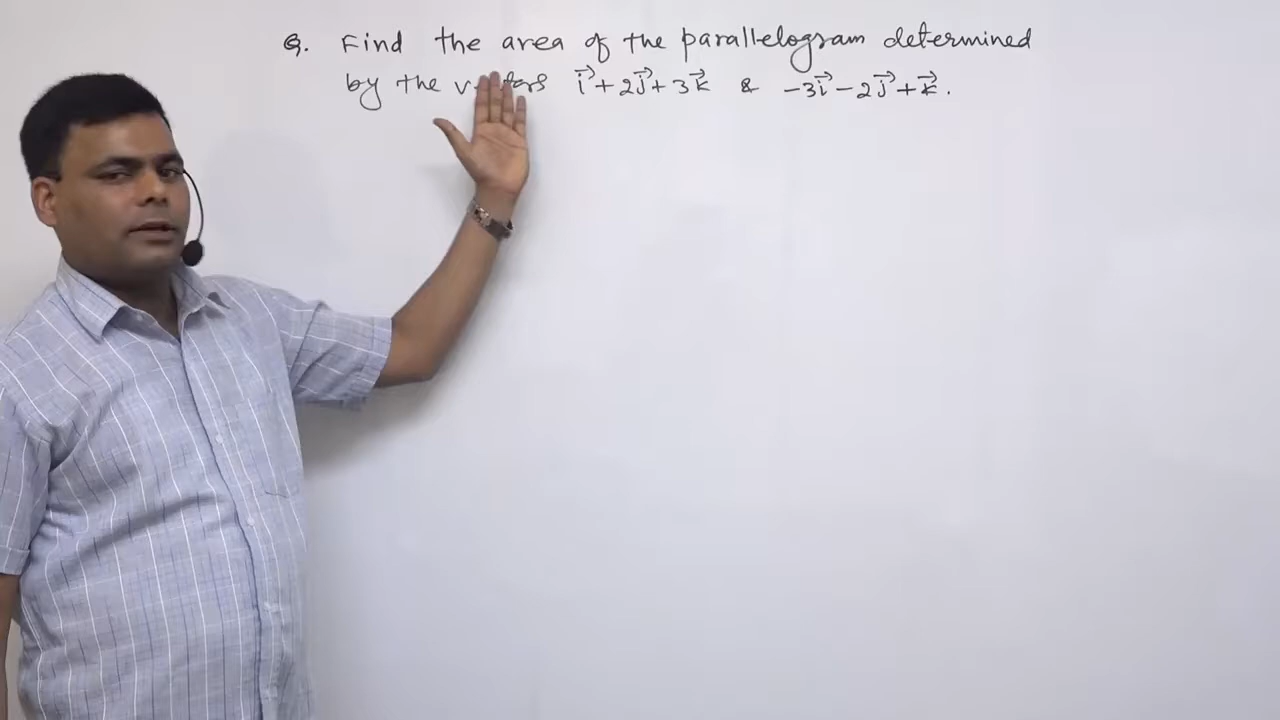 Q. Find the area of the parallelogram determined
by the vectors i⃗ + 2j⃗ + 3k⃗ & -3i⃗ - 2j⃗ + k⃗.